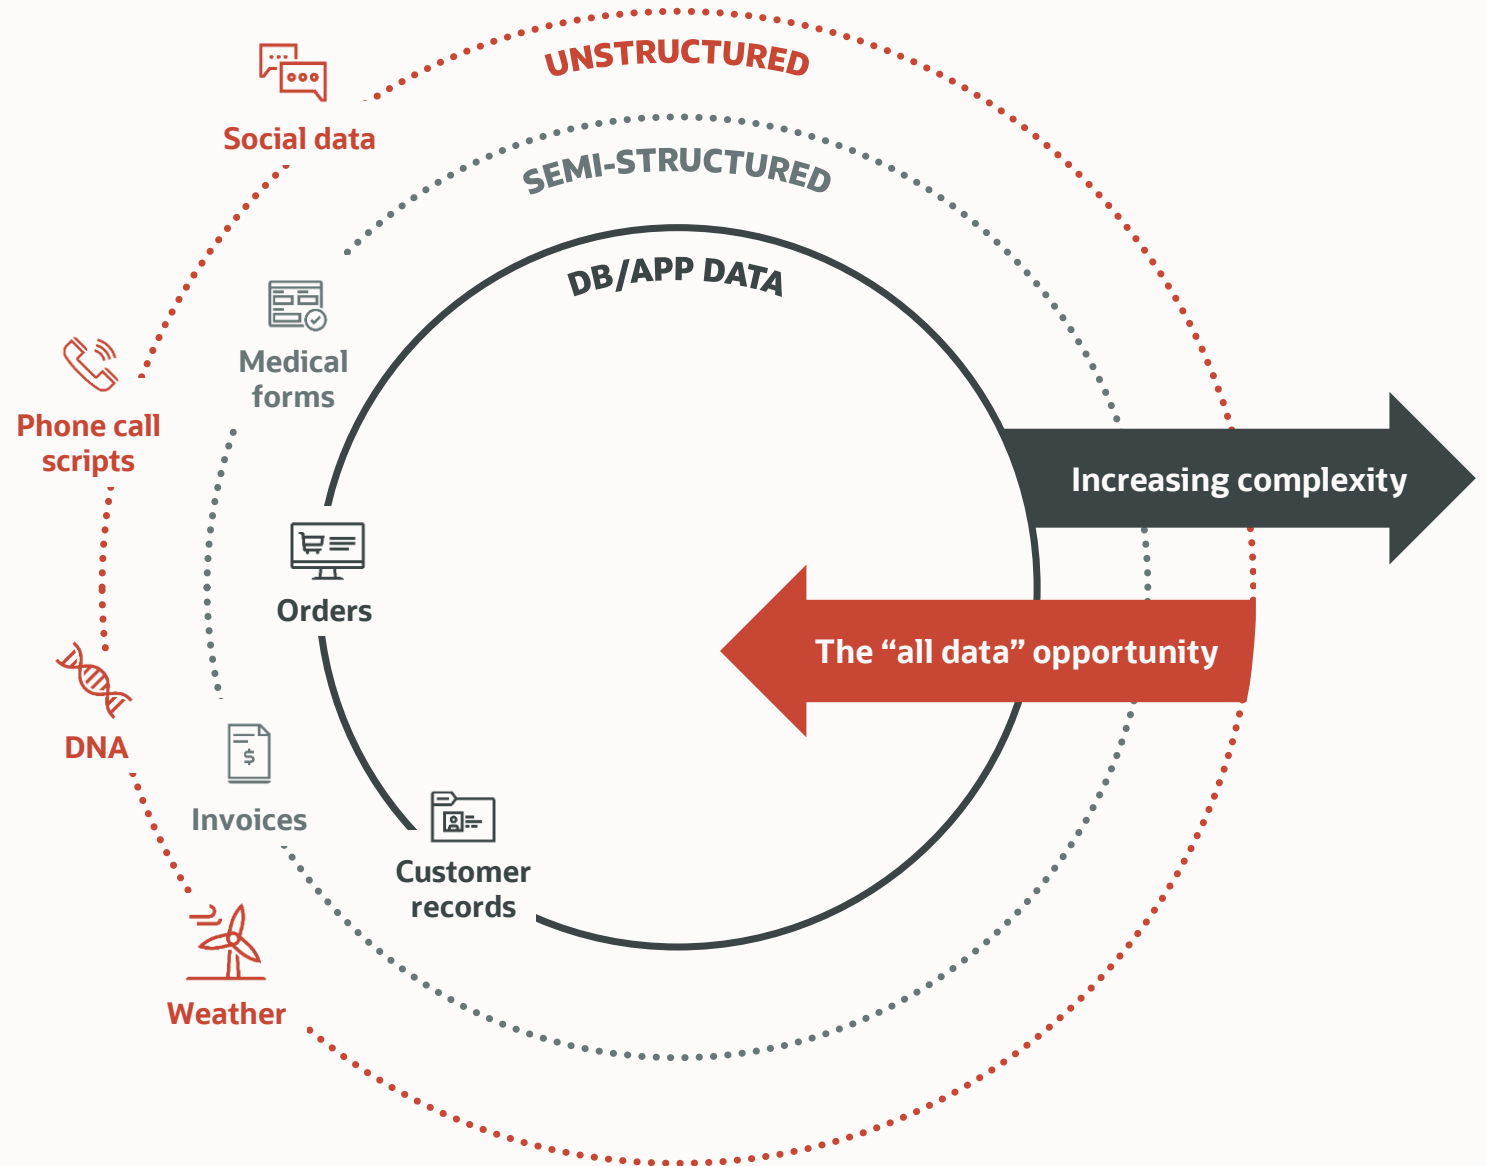 UNSTRUCTURED
Social data
SEMI-STRUCTURED
DB/APP DATA
Medical
forms
Phone call
scripts
Increasing complexity
Orders
The “all data” opportunity
DNA
$
Invoices
Customer
records
Weather